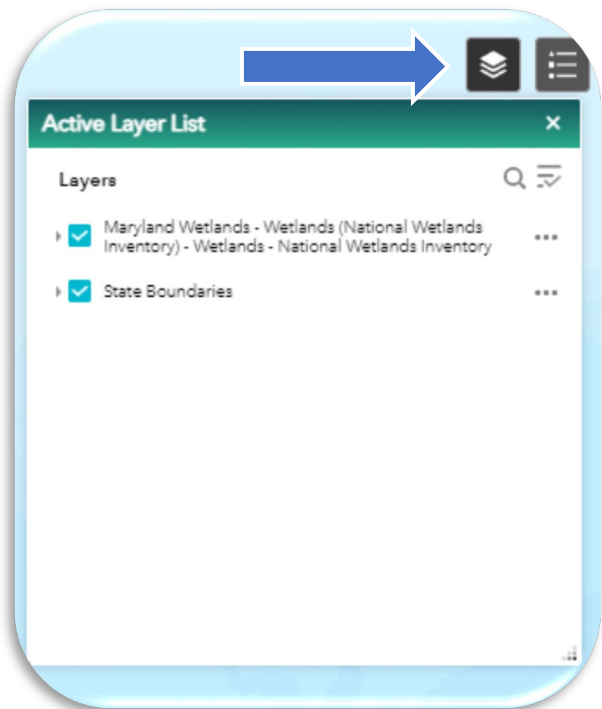 Active Layer List
Layers
Maryland Wetlands - Wetlands (National Wetlands
Inventory) - Wetlands - National Wetlands Inventory
State Boundaries